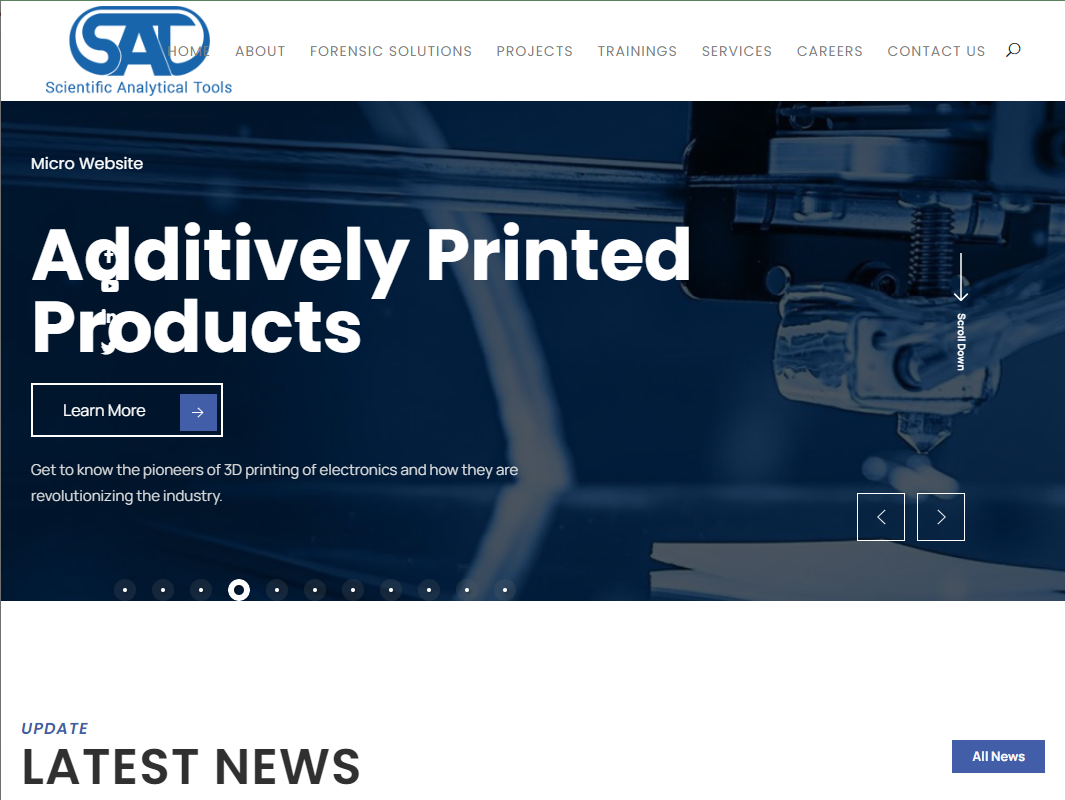 SAT
Scientific Analytical Tools
HOME ABOUT FORENSIC SOLUTIONS PROJECTS TRAININGS SERVICES CAREERS CONTACT US
Micro Website
Additively Printed
Products
Scroll Down
Learn More
Get to know the pioneers of 3D printing of electronics and how they are
revolutionizing the industry.
UPDATE
LATEST NEWS
All News